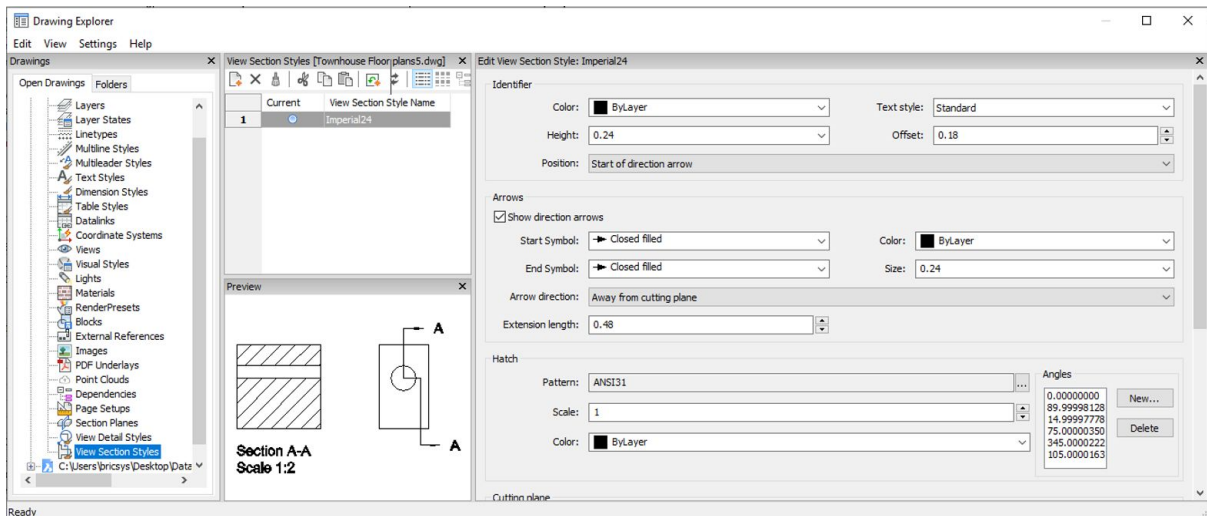 Drawing Explorer
Edit View Settings Help
Drawings
Open Drawings Folders
Layers
Layer States
Linetypes
Multiline Styles
Multileader Styles
Text Styles
Dimension Styles
Table Styles
Datalinks
Coordinate Systems
Views
Visual Styles
Lights
Materials
RenderPresets
Blocks
External References
Images
PDF Underlays
Point Clouds
Dependencies
Page Setups
Section Planes
View Detail Styles
View Section Styles
C:\Users\bricsys\Desktop\Data
View Section Styles [Townhouse Floor plans5.dwg]
Current View Section Style Name
1 Imperial24
Preview
A
A
Section A-A
Scale 1:2
Edit View Section Style: Imperial24
Identifier
Color: ByLayer Text style: Standard
Height: 0.24 Offset: 0.18
Position: Start of direction arrow
Arrows
Show direction arrows
Start Symbol: Closed filled Color: ByLayer
End Symbol: Closed filled Size: 0.24
Arrow direction: Away from cutting plane
Extension length: 0.48
Hatch
Pattern: ANSI31 ...
Scale: 1
Color: ByLayer
Angles
0.00000000
89.99998128
14.99997778
75.00000350
345.0000222
105.0000163
New...
Delete
Cutting plane
Ready